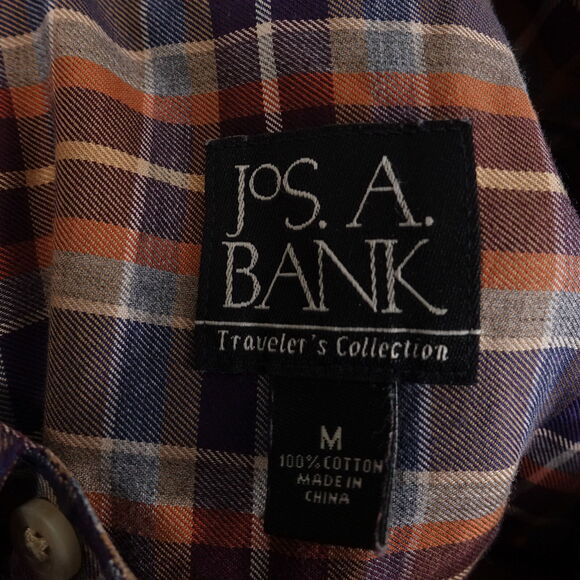 JoS. A.
BANK
Traveler's Collection
M
100% COTTON
MADE IN
CHINA